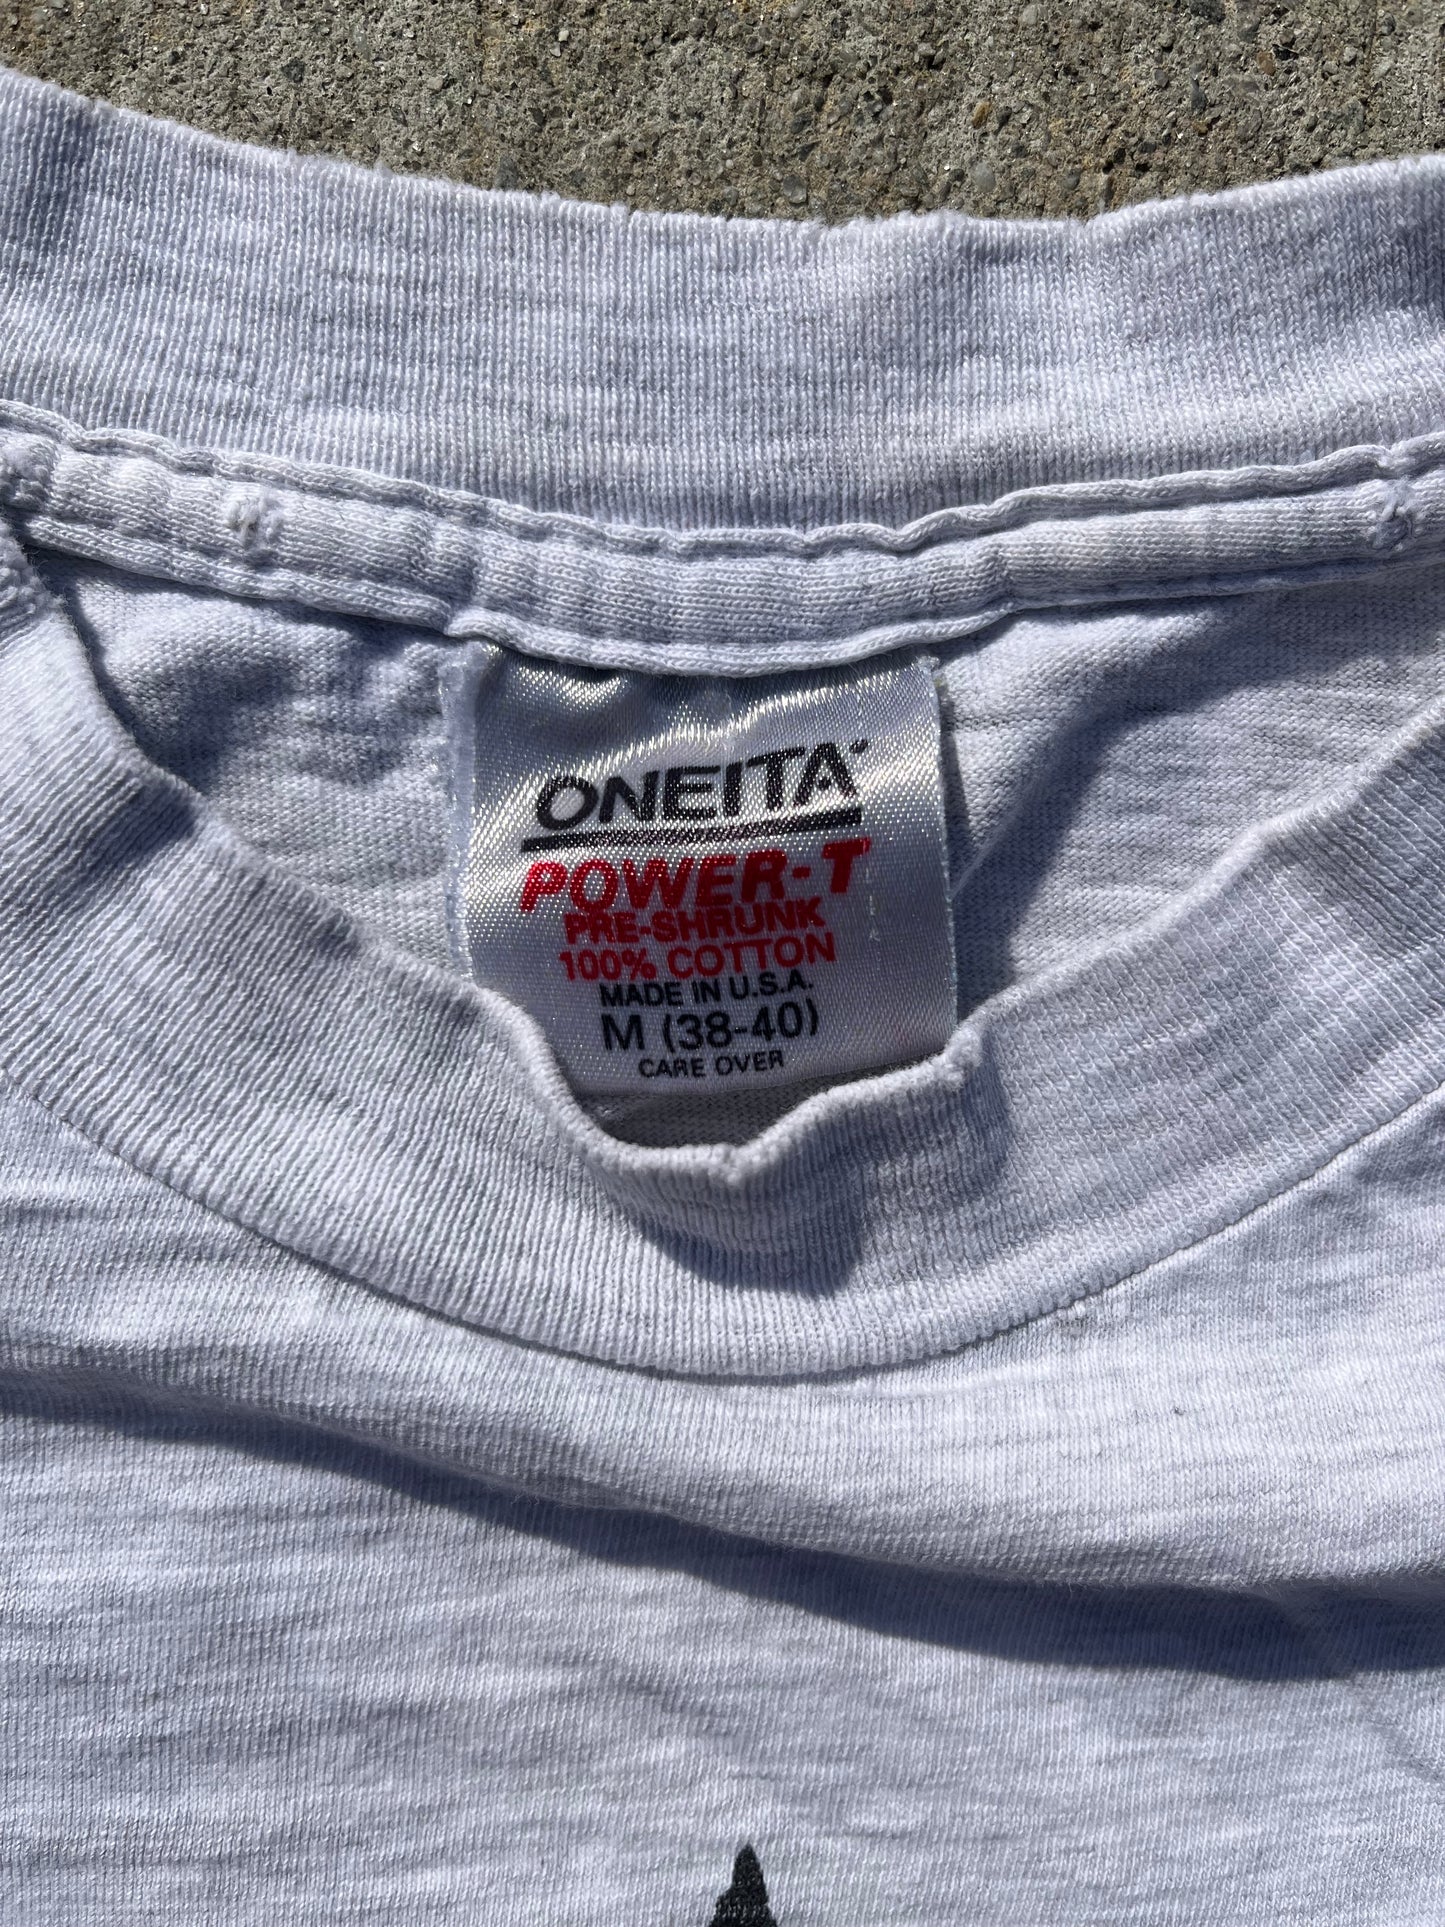 ONEITA
POWER-T
PRE-SHRUNK
100% COTTON
MADE IN U.S.A.
M (38-40)
CARE OVER